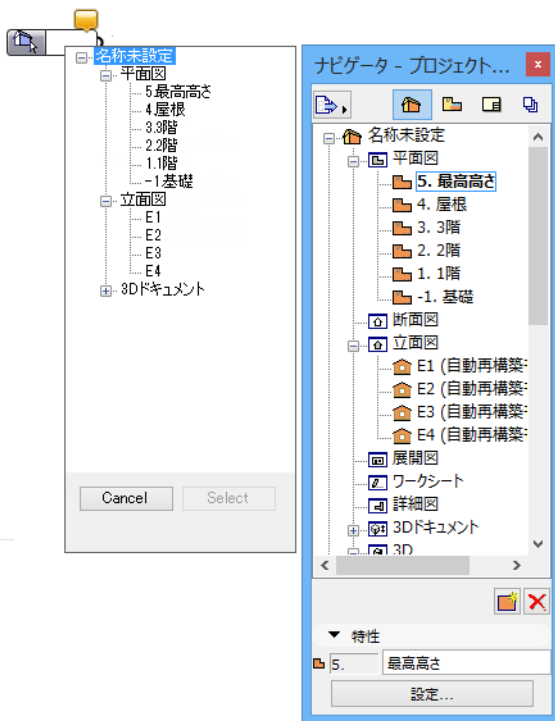 名称未設定
平面図
5.最高高さ
4.屋根
3.3階
2.2階
1.1階
-1.基礎
立面図
E1
E2
E3
E4
3Dドキュメント
Cancel
Select
ナビゲータ - プロジェクト...
名称未設定
平面図
5. 最高高さ
4. 屋根
3. 3階
2. 2階
1. 1階
-1. 基礎
断面図
立面図
E1 (自動再構築
E2 (自動再構築
E3 (自動再構築
E4 (自動再構築
展開図
ワークシート
詳細図
3Dドキュメント
3D
特性
5. 最高高さ
設定...